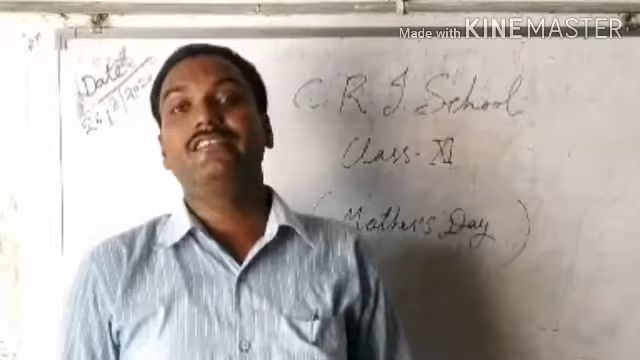 Made with KINEMASTER
Date
C.R.J School
Class - XI
(Mother's Day)